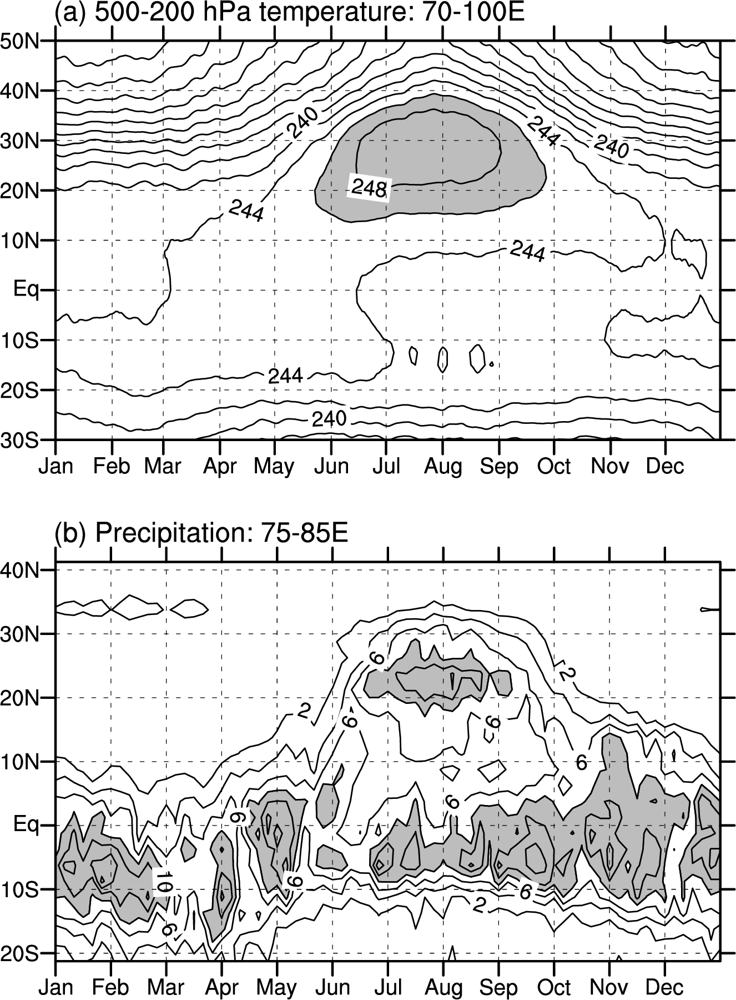 (a) 500-200 hPa temperature: 70-100E
50N
40N
30N
20N
10N
Eq
10S
20S
30S
240
244
240
248
244
244
244
240
Jan Feb Mar Apr May Jun Jul Aug Sep Oct Nov Dec
(b) Precipitation: 75-85E
40N
30N
20N
10N
Eq
10S
20S
6
2
2
6
6
6
6
6
10
6
6
2
6
Jan Feb Mar Apr May Jun Jul Aug Sep Oct Nov Dec